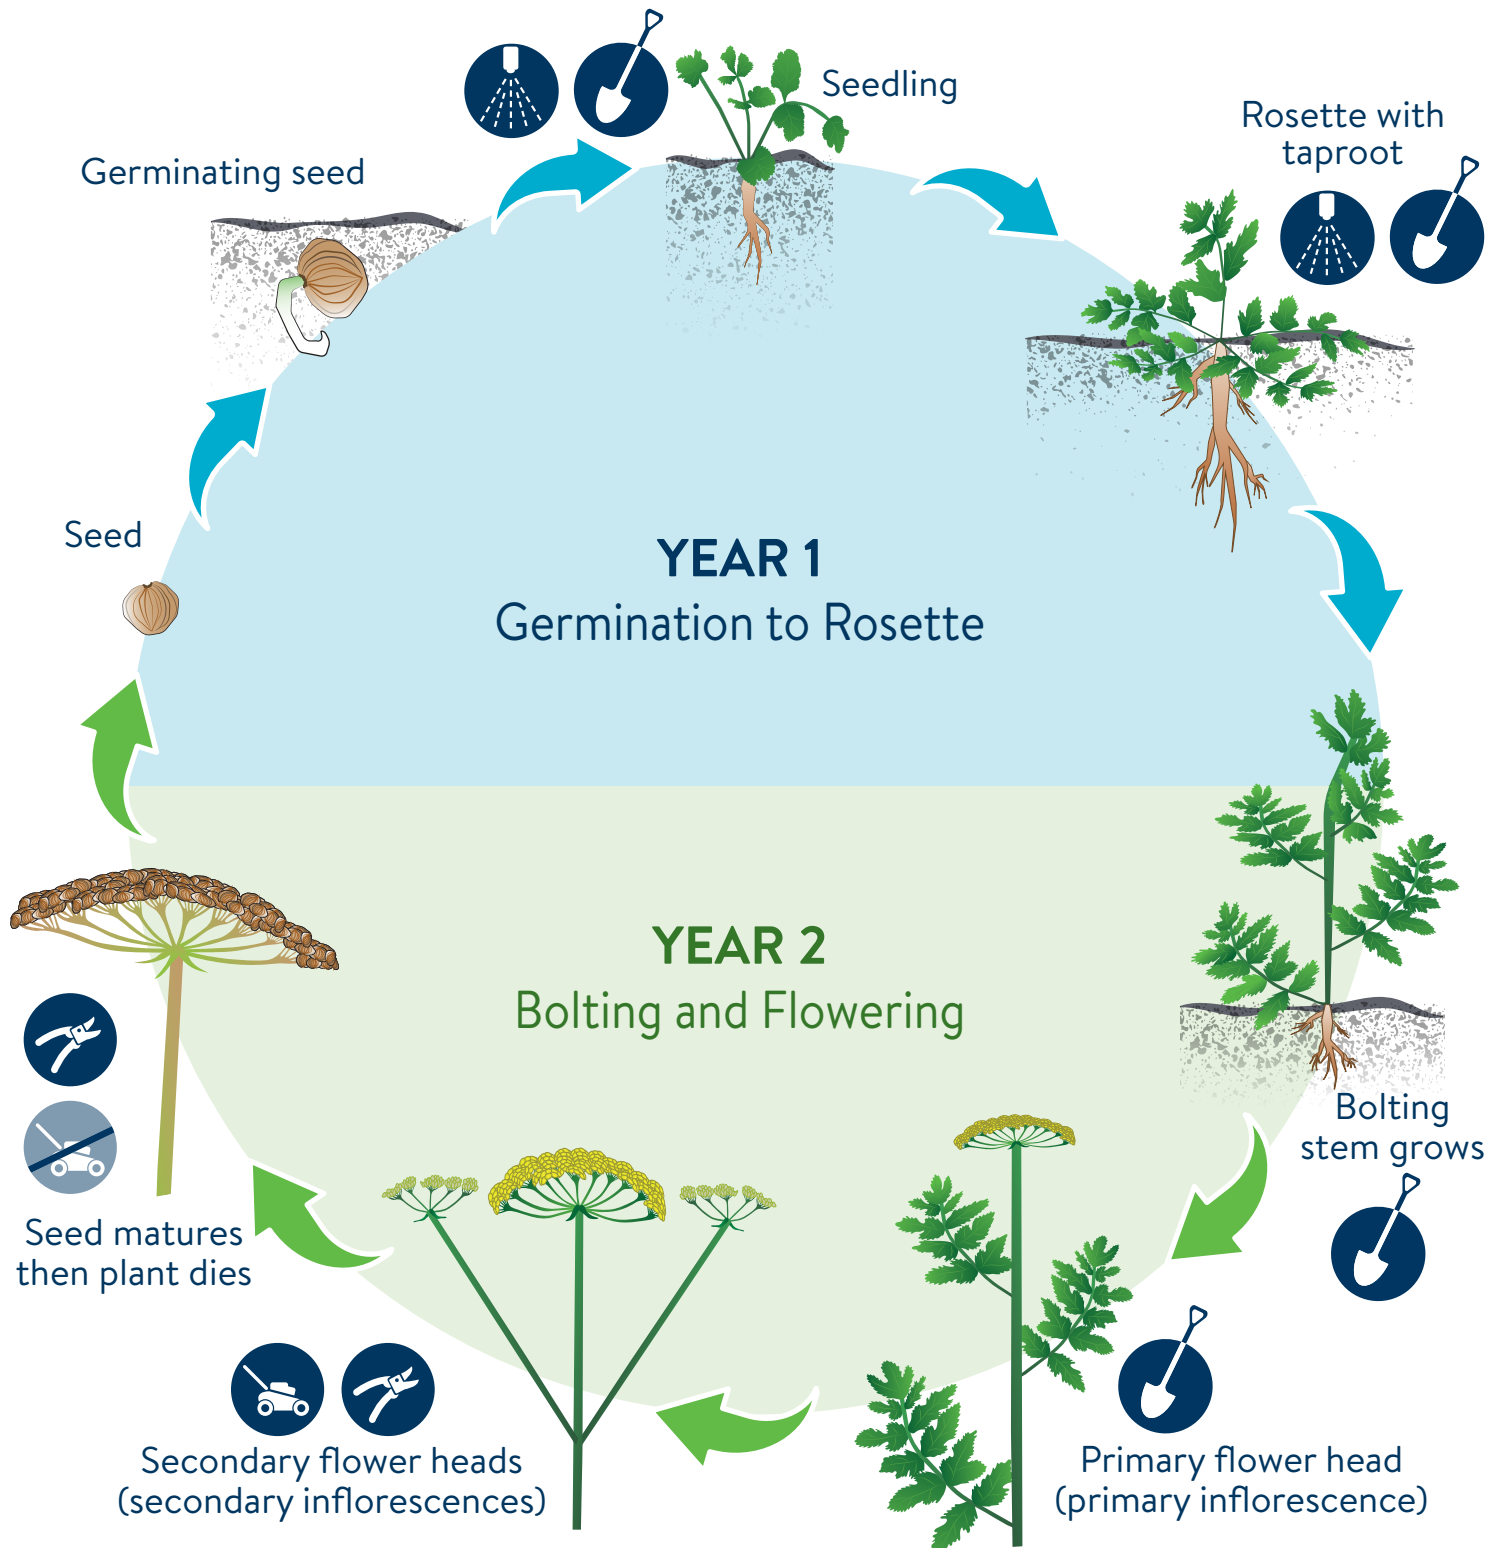 Seedling
Rosette with
taproot
Germinating seed
Seed
YEAR 1
Germination to Rosette
YEAR 2
Bolting and Flowering
Bolting
stem grows
Seed matures
then plant dies
Secondary flower heads
(secondary inflorescences)
Primary flower head
(primary inflorescence)